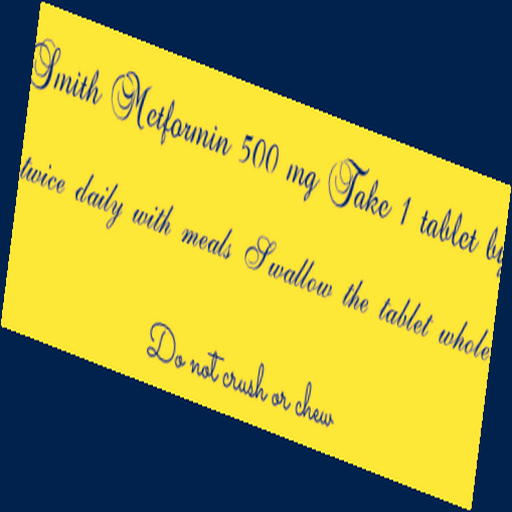 Smith Metformin 500 mg Take 1 tablet by
twice daily with meals Swallow the tablet whole
Do not crush or chew